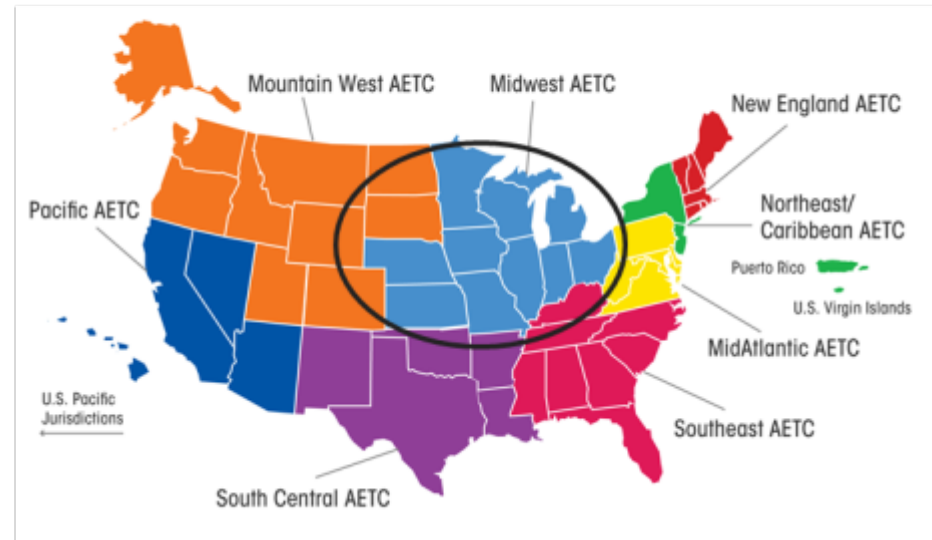 Mountain West AETC
Midwest AETC
New England AETC
Pacific AETC
Northeast/
Caribbean AETC
Puerto Rico
U.S. Virgin Islands
MidAtlantic AETC
U.S. Pacific
Jurisdictions
Southeast AETC
South Central AETC